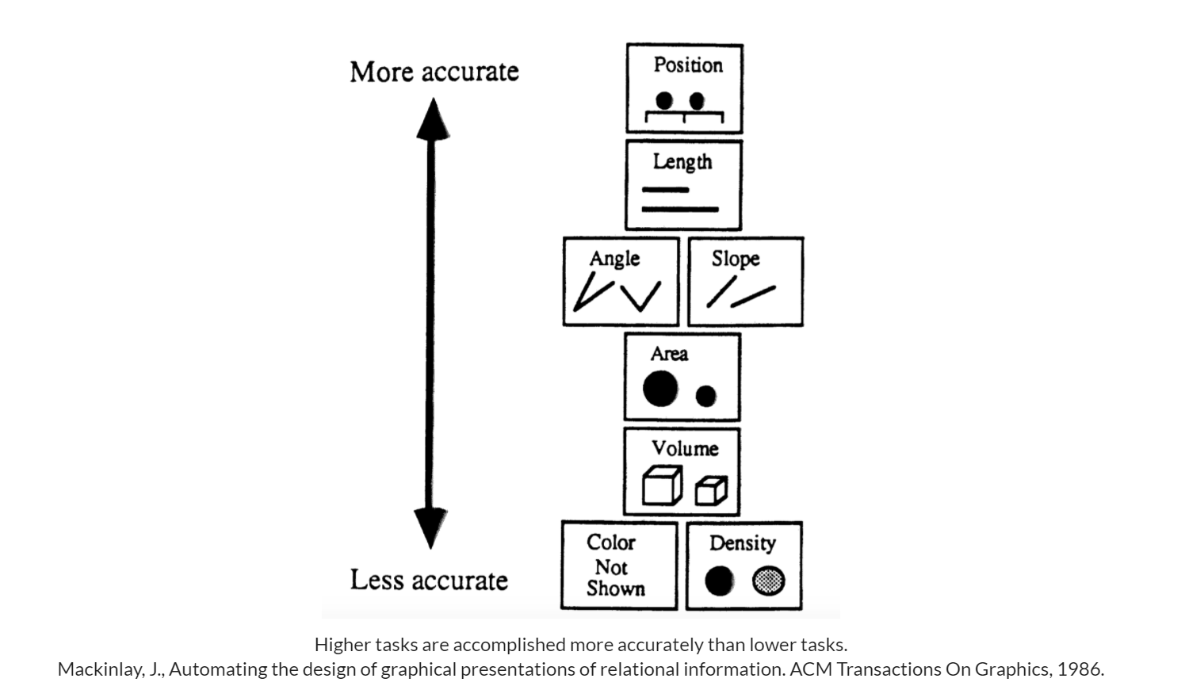 More accurate
Position
Length
Angle
Slope
Area
Volume
Color
Not
Shown
Density
Less accurate
Higher tasks are accomplished more accurately than lower tasks.
Mackinlay, J., Automating the design of graphical presentations of relational information. ACM Transactions On Graphics, 1986.